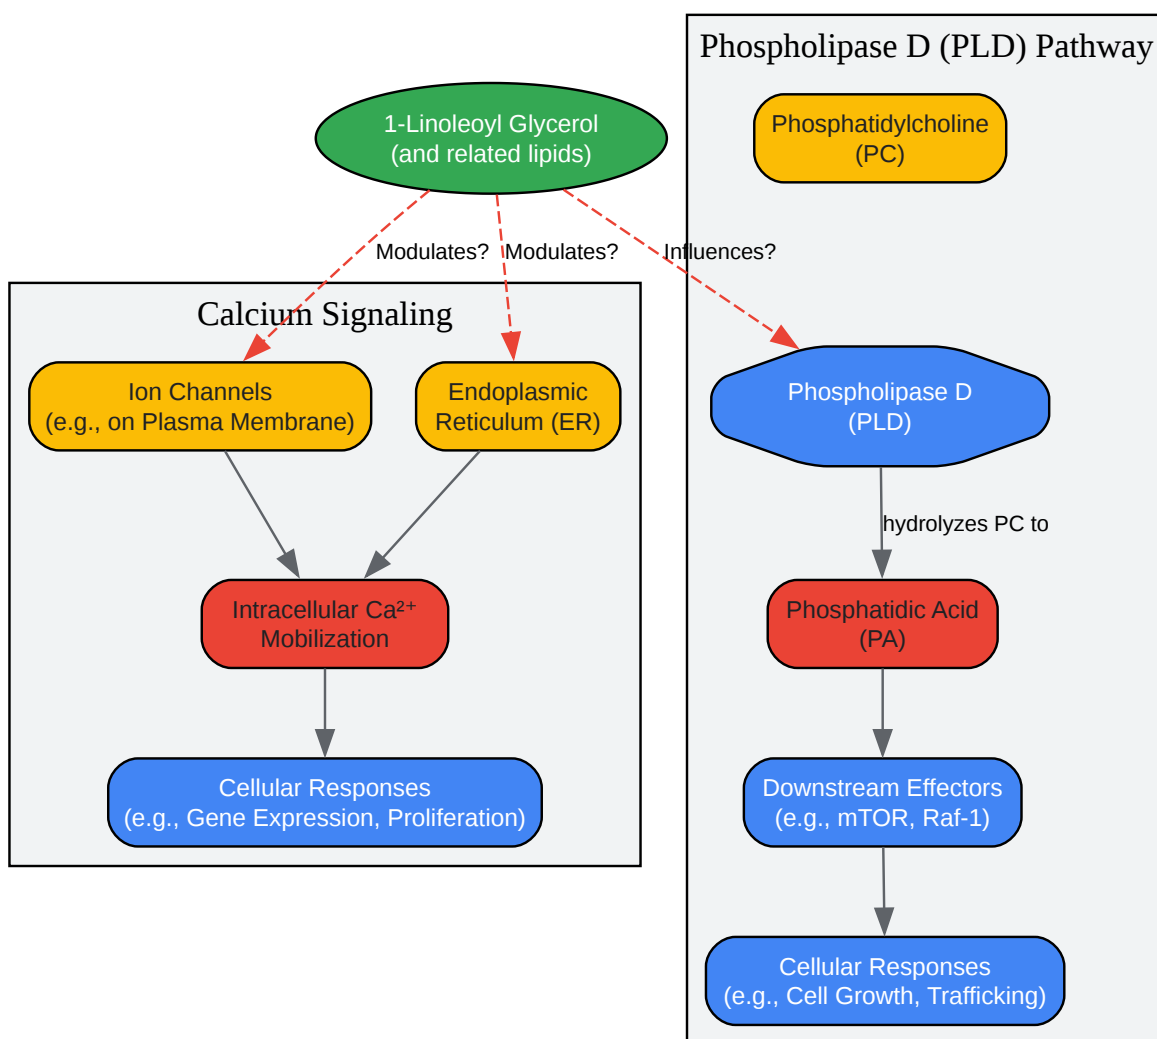 Phospholipase D (PLD) Pathway
Phosphatidylcholine
(PC)
1-Linoleoyl Glycerol
(and related lipids)
Modulates?
Modulates?
Influences?
Calcium Signaling
Ion Channels
(e.g., on Plasma Membrane)
Endoplasmic
Reticulum (ER)
Phospholipase D
(PLD)
hydrolyzes PC to
Intracellular Ca²⁺
Mobilization
Phosphatidic Acid
(PA)
Cellular Responses
(e.g., Gene Expression, Proliferation)
Downstream Effectors
(e.g., mTOR, Raf-1)
Cellular Responses
(e.g., Cell Growth, Trafficking)